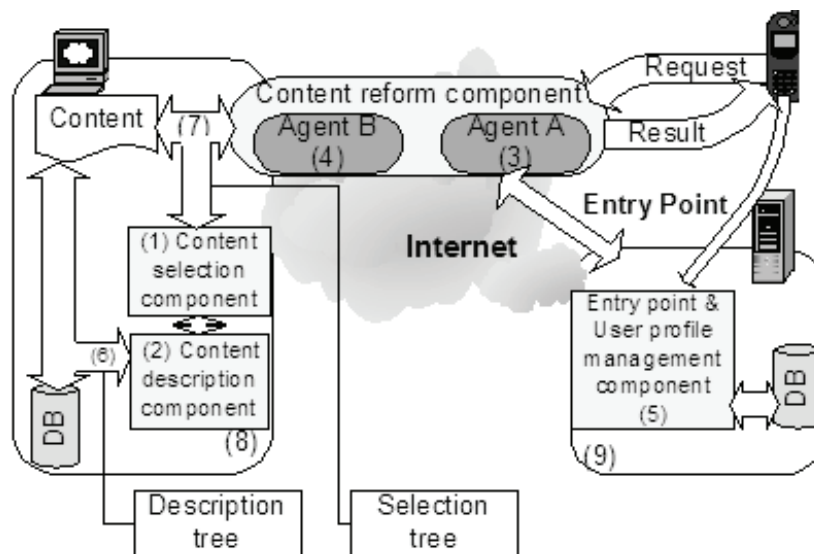 Content
(7)
Content reform component
Agent B
(4)
Agent A
(3)
Request
Result
Entry Point
Internet
(1) Content
selection
component
(2) Content
description
component
(6)
DB
(8)
Entry point &
User profile
management
component
(5)
DB
(9)
Description
tree
Selection
tree